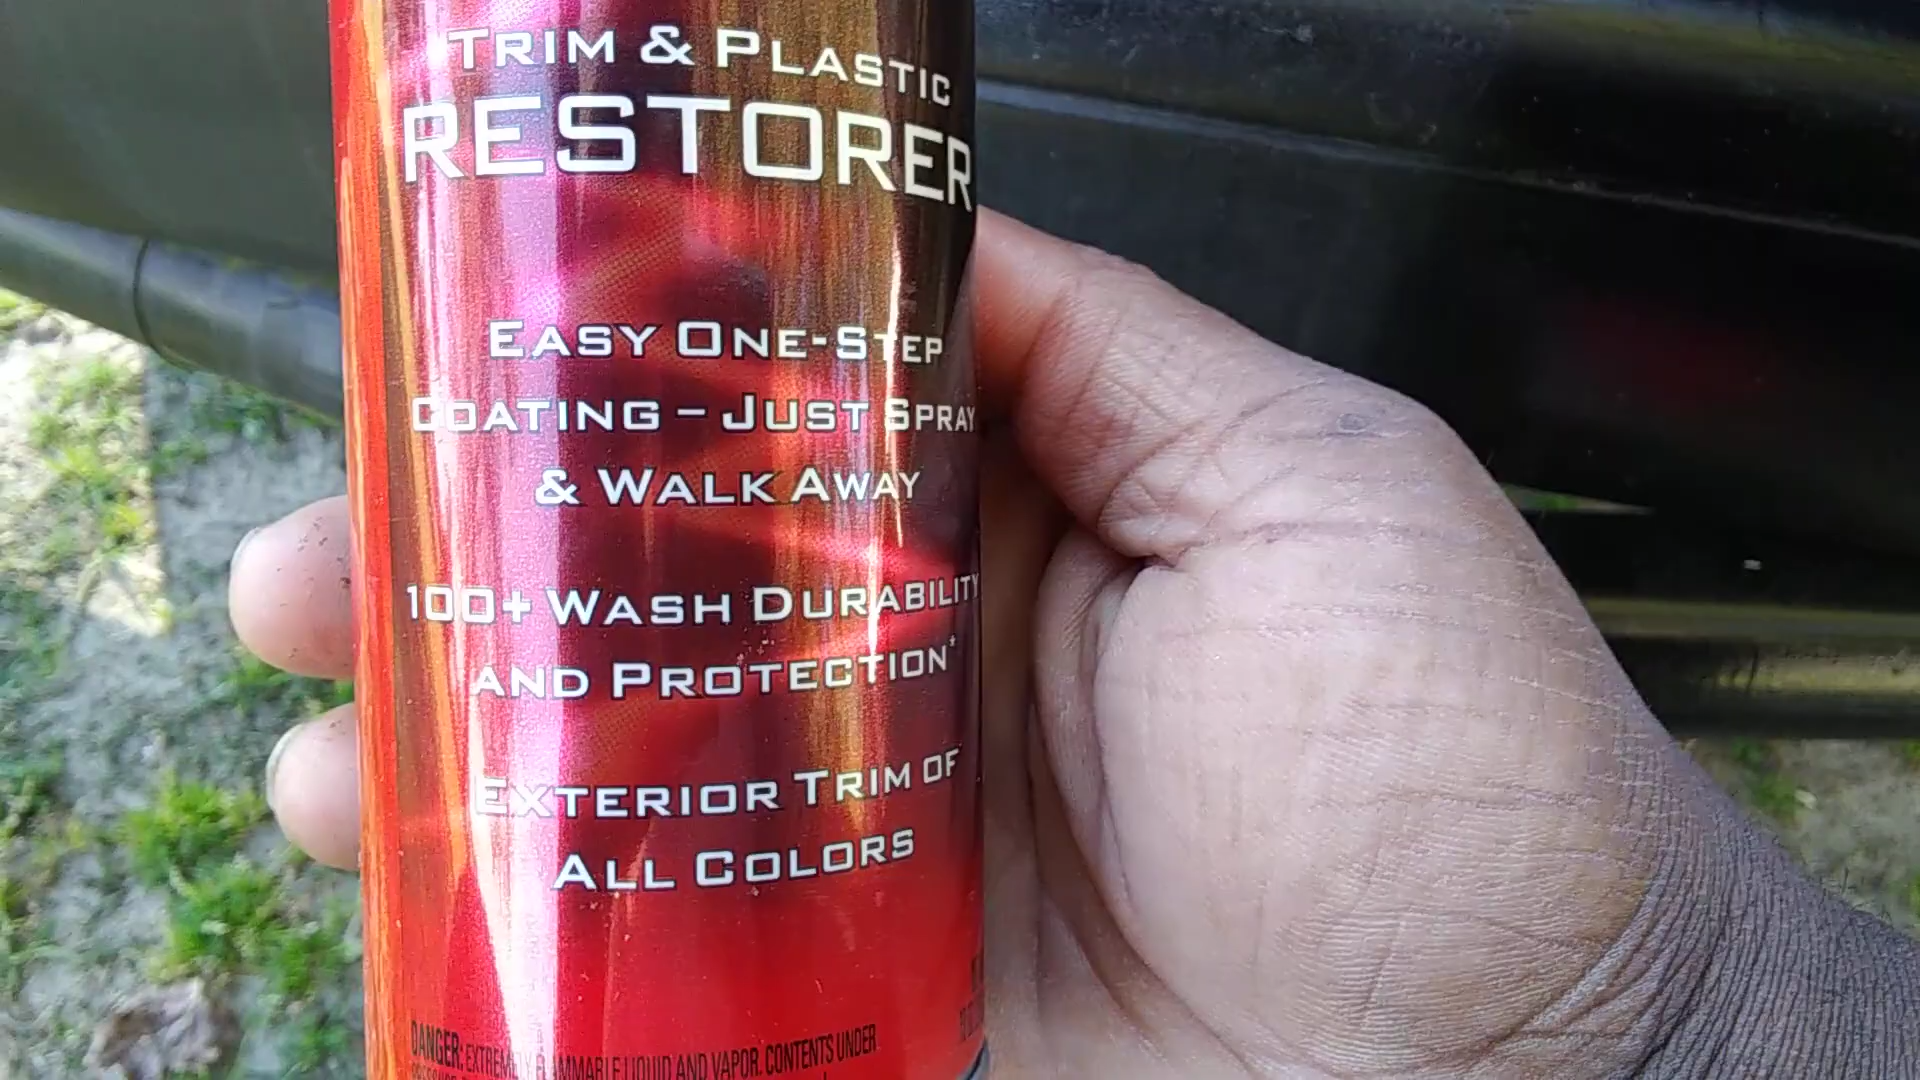 TRIM & PLASTIC
RESTORER
EASY ONE-STEP
COATING – JUST SPRAY
& WALK AWAY
100+ WASH DURABILITY
AND PROTECTION*
EXTERIOR TRIM OF
ALL COLORS
DANGER: EXTREMELY FLAMMABLE LIQUID AND VAPOR. CONTENTS UNDER